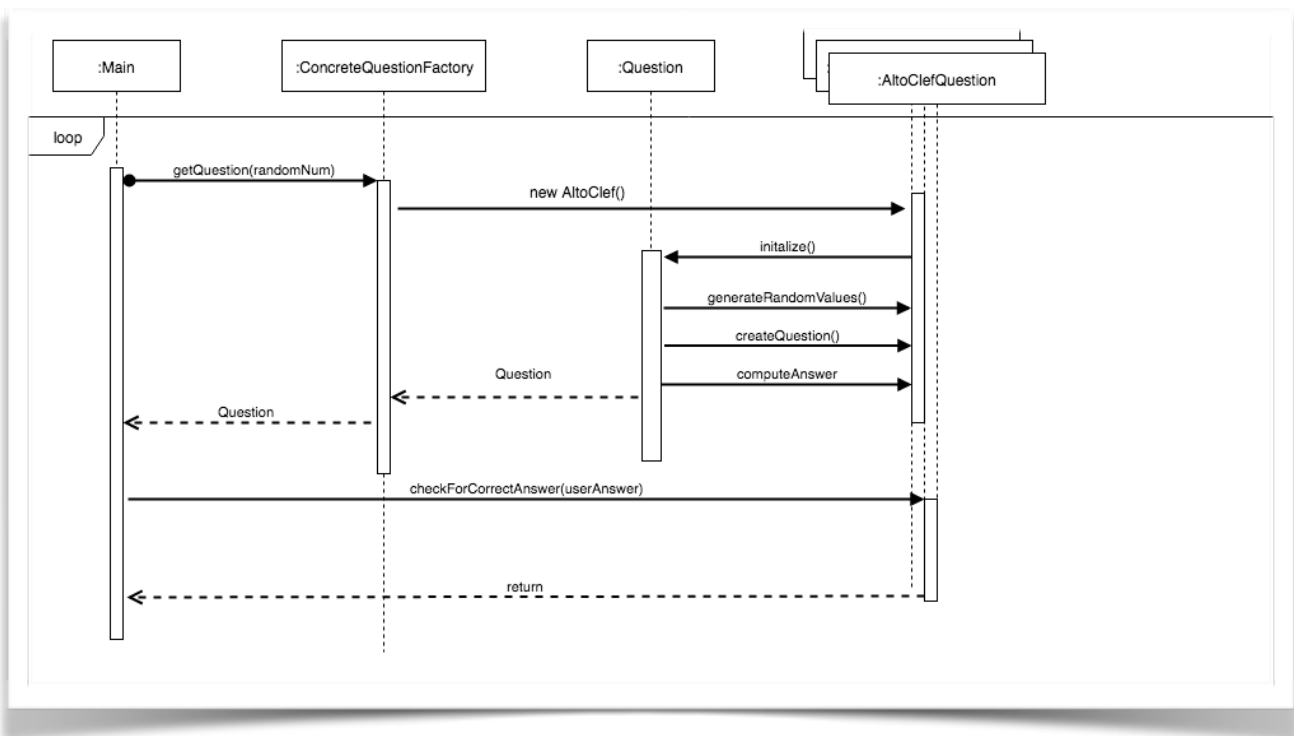 :Main
:ConcreteQuestionFactory
:Question
:AltoClefQuestion
loop
getQuestion(randomNum)
new AltoClef()
initalize()
generateRandomValues()
createQuestion()
computeAnswer
Question
Question
checkForCorrectAnswer(userAnswer)
return